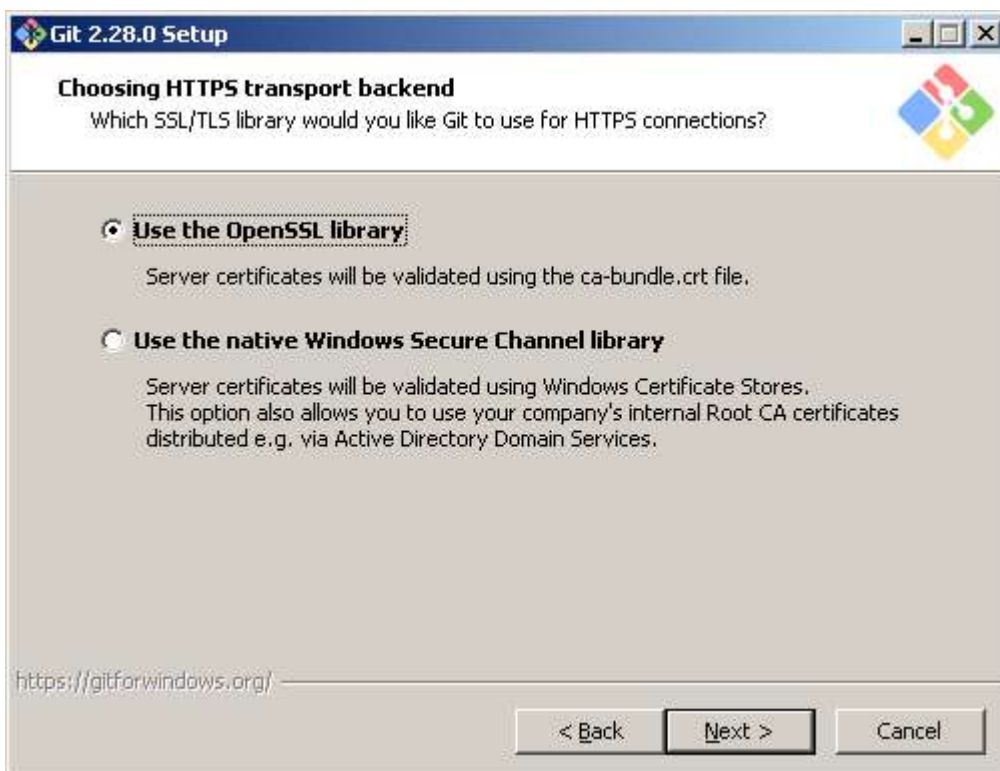 Git 2.28.0 Setup
Choosing HTTPS transport backend
Which SSL/TLS library would you like Git to use for HTTPS connections?
Use the OpenSSL library
Server certificates will be validated using the ca-bundle.crt file.
Use the native Windows Secure Channel library
Server certificates will be validated using Windows Certificate Stores.
This option also allows you to use your company's internal Root CA certificates
distributed e.g. via Active Directory Domain Services.
https://gitforwindows.org/
< Back Next > Cancel